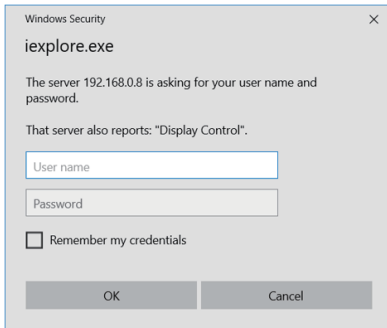 Windows Security
iexplore.exe
The server 192.168.0.8 is asking for your user name and
password.
That server also reports: "Display Control".
User name
Password
Remember my credentials
OK
Cancel